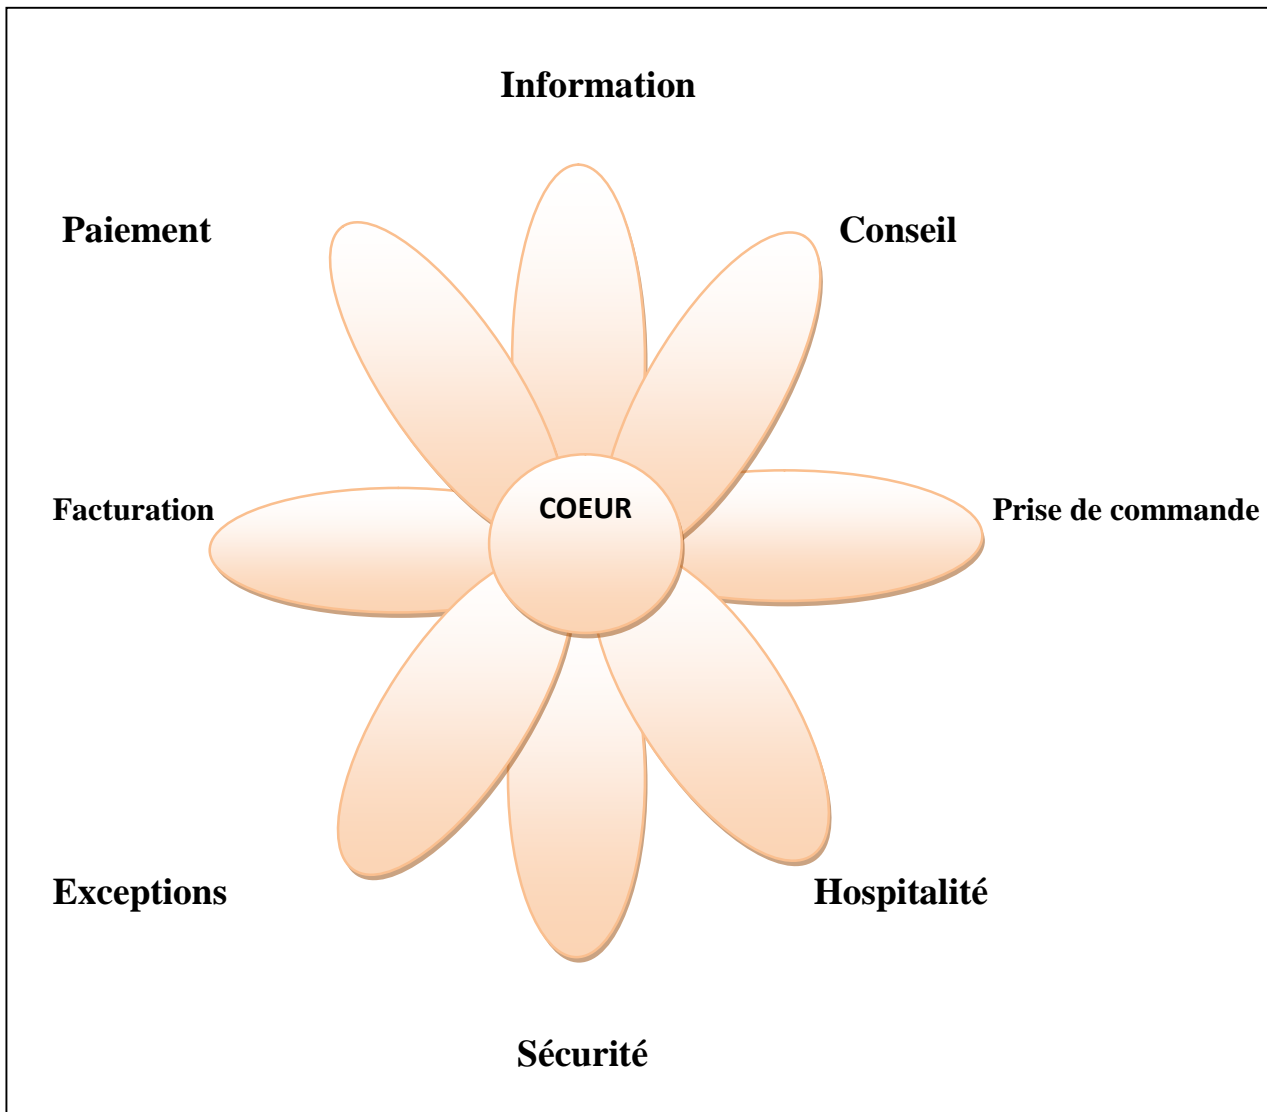 Information
Paiement
Conseil
COEUR
Facturation
Prise de commande
Exceptions
Hospitalité
Sécurité